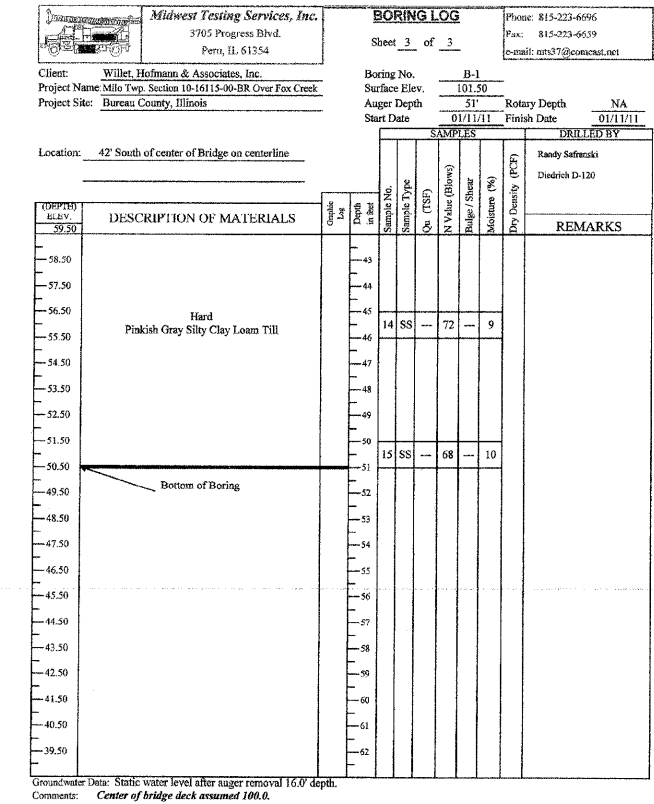 Midwest Testing Services, Inc.
3705 Progress Blvd.
Peru, IL 61354
BORING LOG
Sheet 3 of 3
Phone: 815-223-6696
Fax: 815-223-6659
e-mail: mts37@comcast.net
Client: Willet, Hofmann & Associates, Inc.
Project Name: Milo Twp. Section 10-16115-00-BR Over Fox Creek
Project Site: Bureau County, Illinois
Boring No. B-1
Surface Elev. 101.50
Auger Depth 51' Rotary Depth NA
Start Date 01/11/11 Finish Date 01/11/11
Location: 42' South of center of Bridge on centerline
SAMPLES
DRILLED BY
Randy Safranski
Diedrich D-120
(DEPTH)
ELEV.
59.50
DESCRIPTION OF MATERIALS
Graphic
Log
Depth
in feet
Sample No.
Sample Type
Qu (TSF)
N Value (Blows)
Bulge / Shear
Moisture (%)
Dry Density (PCF)
REMARKS
58.50 43
57.50 44
56.50 45
Hard
Pinkish Gray Silty Clay Loam Till
14 SS --- 72 --- 9
55.50 46
54.50 47
53.50 48
52.50 49
51.50 50
15 SS --- 68 --- 10
50.50 51
Bottom of Boring
49.50 52
48.50 53
47.50 54
46.50 55
45.50 56
44.50 57
43.50 58
42.50 59
41.50 60
40.50 61
39.50 62
Groundwater Data: Static water level after auger removal 16.0' depth.
Comments: Center of bridge deck assumed 100.0.